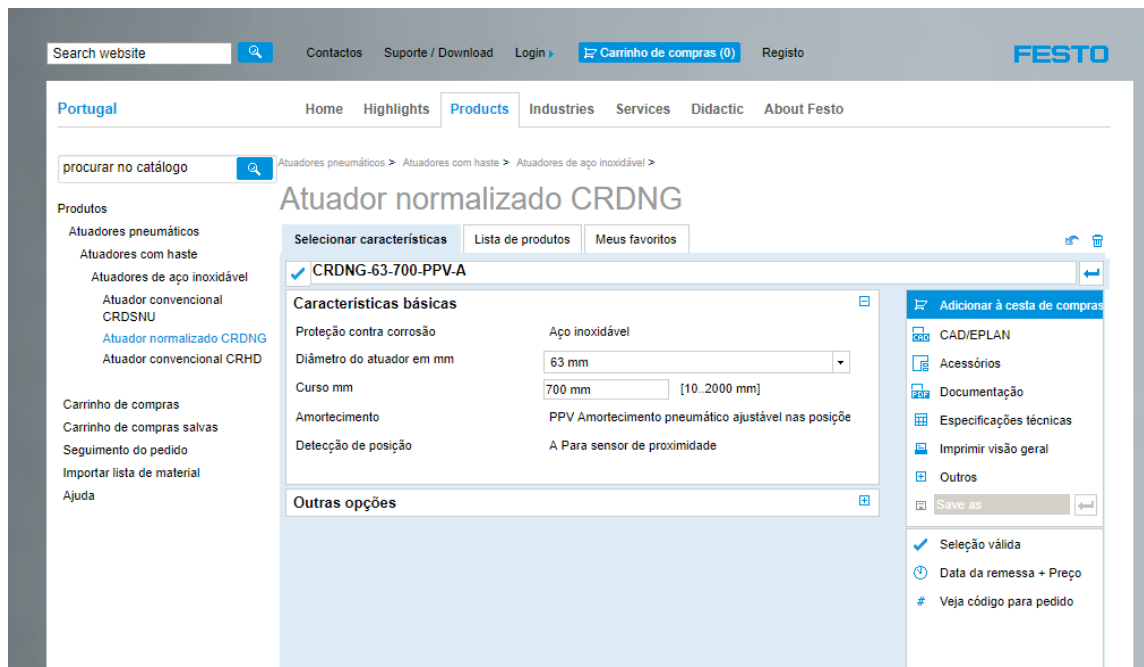 Search website
Contactos Suporte / Download Login Carrinho de compras (0) Registo
FESTO
Portugal
Home Highlights Products Industries Services Didactic About Festo
procurar no catálogo
Produtos
Atuadores pneumáticos
Atuadores com haste
Atuadores de aço inoxidável
Atuador convencional
CRDSNU
Atuador normalizado CRDNG
Atuador convencional CRHD
Carrinho de compras
Carrinho de compras salvas
Seguimento do pedido
Importar lista de material
Ajuda
Atuadores pneumáticos > Atuadores com haste > Atuadores de aço inoxidável >
Atuador normalizado CRDNG
Selecionar características Lista de produtos Meus favoritos
CRDNG-63-700-PPV-A
Características básicas
Proteção contra corrosão Aço inoxidável
Diâmetro do atuador em mm 63 mm
Curso mm 700 mm [10..2000 mm]
Amortecimento PPV Amortecimento pneumático ajustável nas posiçõe
Detecção de posição A Para sensor de proximidade
Outras opções
Adicionar à cesta de compras
CAD CAD/EPLAN
Acessórios
PDF Documentação
Especificações técnicas
Imprimir visão geral
Outros
Save as
Seleção válida
Data da remessa + Preço
# Veja código para pedido